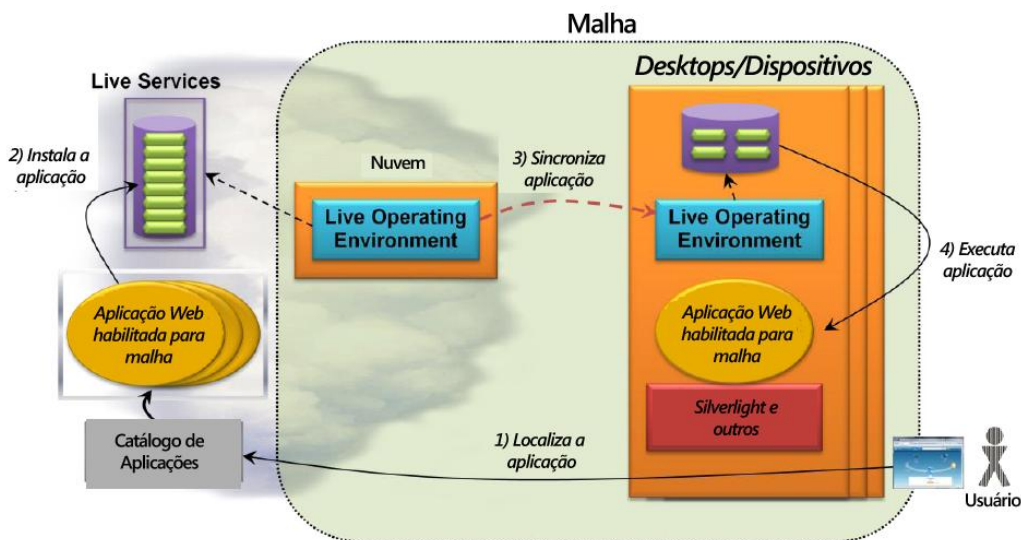 Malha
Live Services
Desktops/Dispositivos
2) Instala a
aplicação
Nuvem
3) Sincroniza
aplicação
Live Operating
Environment
Live Operating
Environment
4) Executa
aplicação
Aplicação Web
habilitada para
malha
Aplicação Web
habilitada para
malha
Silverlight e
outros
Catálogo de
Aplicações
1) Localiza a
aplicação
Usuário